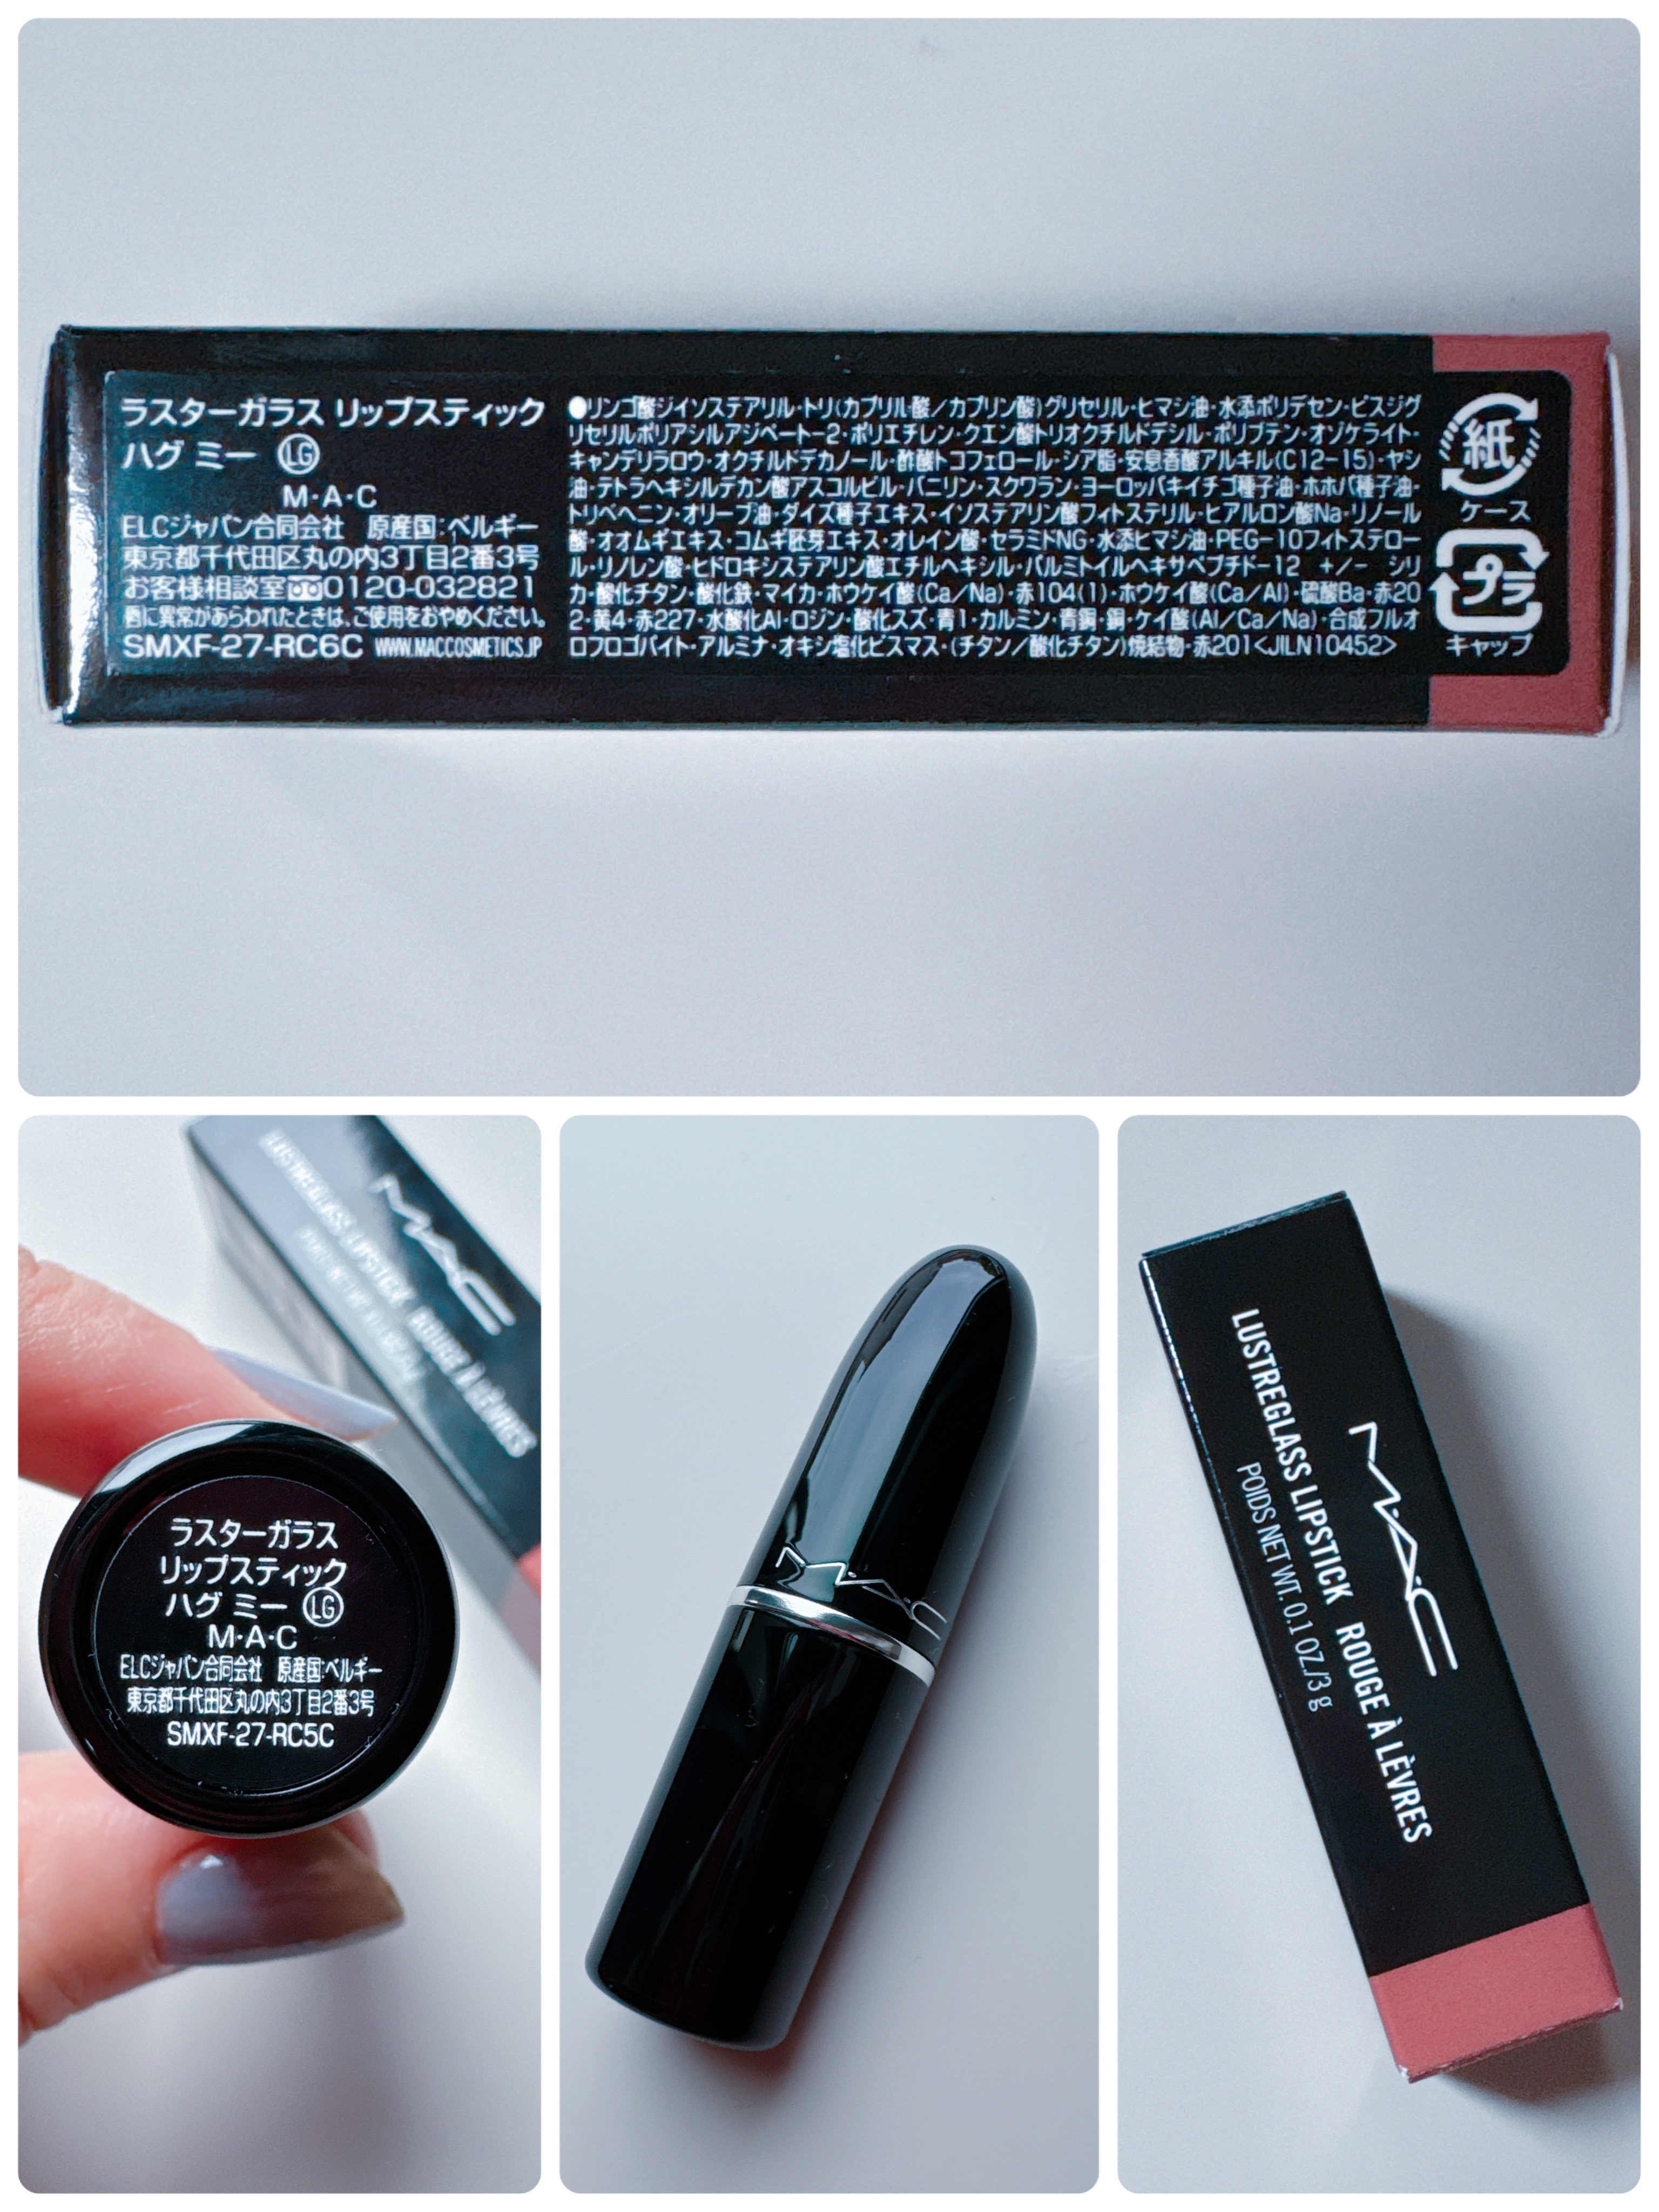 ラスターガラス リップスティック
ハグ ミー LG
M・A・C
ELCジャパン合同会社 原産国:ベルギー
東京都千代田区丸の内3丁目2番3号
お客様相談室 0120-032821
唇に異常があらわれたときは、ご使用をおやめください。
SMXF-27-RC6C WWW.MACCOSMETICS.JP
●リンゴ酸ジイソステアリル・トリ(カプリル酸/カプリン酸)グリセリル・ヒマシ油・水添ポリデセン・ビスジグ
リセリルポリアシルアジペート-2・ポリエチレン・クエン酸トリオクチルドデシル・ポリブテン・オゾケライト・
キャンデリラロウ・オクチルドデカノール・酢酸トコフェロール・シア脂・安息香酸アルキル(C12-15)・ヤシ
油・テトラヘキシルデカン酸アスコルビル・バニリン・スクワラン・ヨーロッパキイチゴ種子油・ホホバ種子油・
トリベヘニン・オリーブ油・ダイズ種子エキス・イソステアリン酸フィトステリル・ヒアルロン酸Na・リノール
酸・オオムギエキス・コムギ胚芽エキス・オレイン酸・セラミドNG・水添ヒマシ油・PEG-10フィトステロー
ル・リノレン酸・ヒドロキシステアリン酸エチルヘキシル・パルミトイルヘキサペプチド-12 +/- シリ
カ・酸化チタン・酸化鉄・マイカ・ホウケイ酸(Ca/Na)・赤104(1)・ホウケイ酸(Ca/Al)・硫酸Ba・赤20
2・黄4・赤227・水酸化Al・ロジン・酸化スズ・青1・カルミン・青銅・銅・ケイ酸(Al/Ca/Na)・合成フルオ
ロフロゴパイト・アルミナ・オキシ塩化ビスマス・(チタン/酸化チタン)焼結物・赤201<JILN10452>
紙
ケース
プラ
キャップ
MAC
LUSTREGLASS LIPSTICK ROUGE À LÈVRES
ラスターガラス
リップスティック
ハグ ミー LG
M・A・C
ELCジャパン合同会社 原産国:ベルギー
東京都千代田区丸の内3丁目2番3号
SMXF-27-RC5C
MAC
MAC
LUSTREGLASS LIPSTICK ROUGE À LÈVRES
POIDS NET WT. 0.1 OZ./3 g